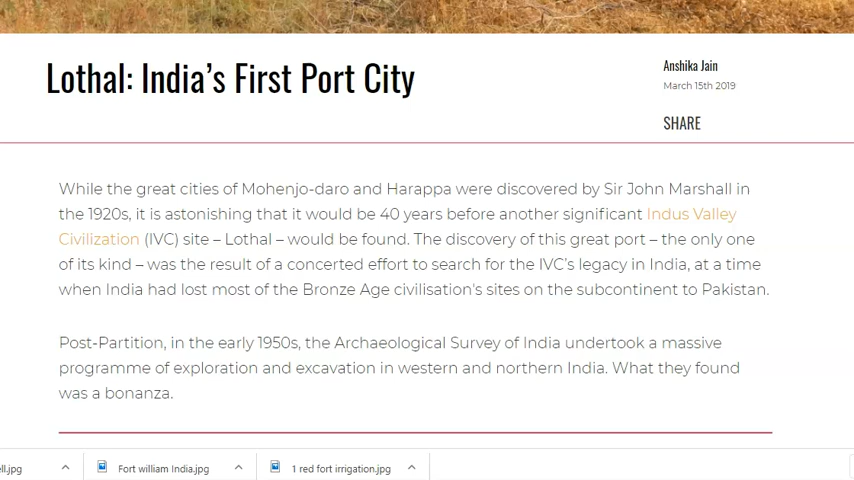 Lothal: India's First Port City
Anshika Jain
March 15th 2019
SHARE
While the great cities of Mohenjo-daro and Harappa were discovered by Sir John Marshall in
the 1920s, it is astonishing that it would be 40 years before another significant Indus Valley
Civilization (IVC) site – Lothal – would be found. The discovery of this great port – the only one
of its kind – was the result of a concerted effort to search for the IVC's legacy in India, at a time
when India had lost most of the Bronze Age civilisation's sites on the subcontinent to Pakistan.
Post-Partition, in the early 1950s, the Archaeological Survey of India undertook a massive
programme of exploration and excavation in western and northern India. What they found
was a bonanza.
ell.jpg
Fort william India.jpg
1 red fort irrigation.jpg